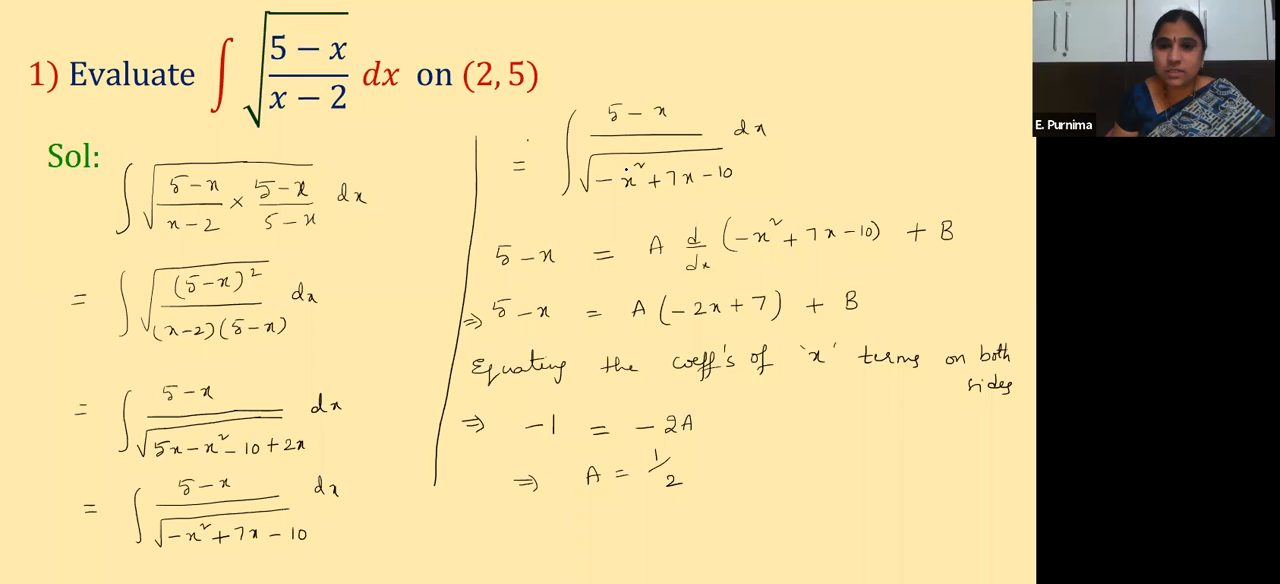 1) Evaluate ∫ √((5 − x)/(x − 2)) dx on (2, 5)
Sol:
∫ √((5−x)/(x−2) × (5−x)/(5−x)) dx
= ∫ √((5−x)²/((x−2)(5−x))) dx
= ∫ (5−x)/√(5x−x²−10+2x) dx
= ∫ (5−x)/√(−x²+7x−10) dx
= ∫ (5−x)/√(−x²+7x−10) dx
5−x = A d/dx (−x²+7x−10) + B
⇒ 5−x = A(−2x+7) + B
Equating the coeff's of 'x' terms on both
sides
⇒ −1 = −2A
⇒ A = 1/2
E. Purnima